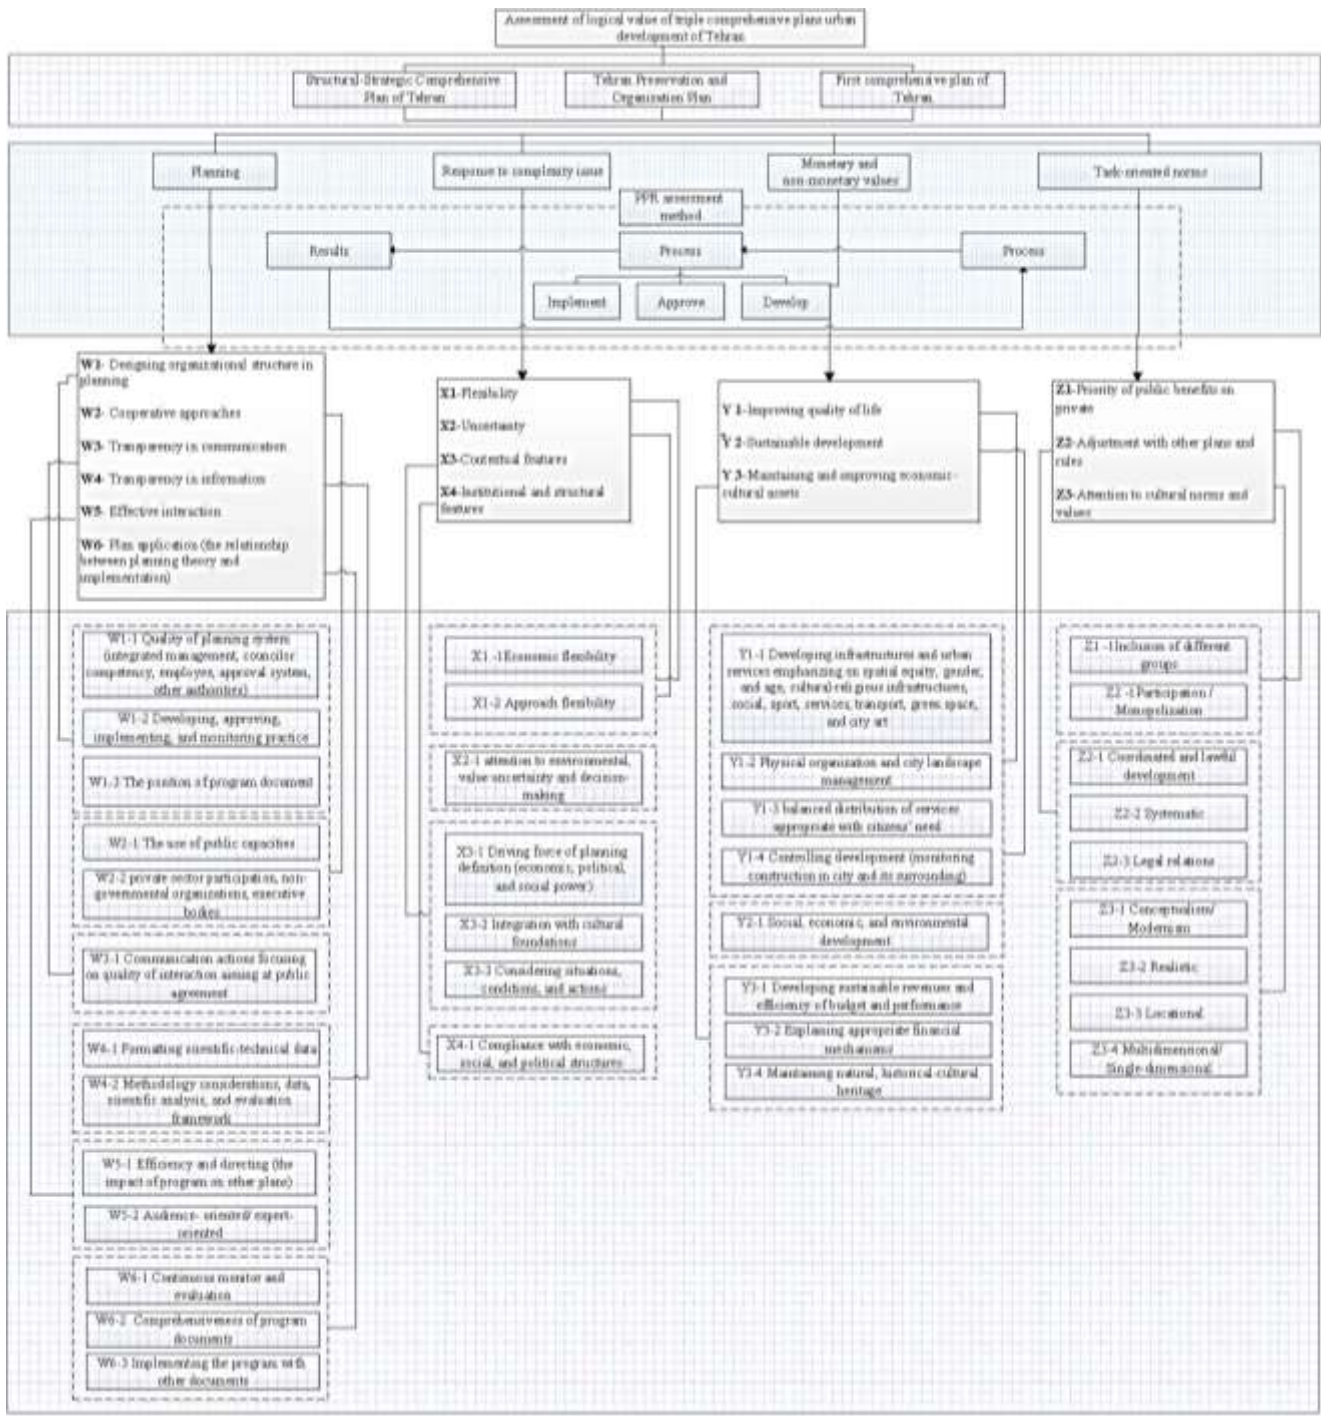 Assessment of logical value of triple comprehensive plans urban
development of Tehran
Structural-Strategic Comprehensive
Plan of Tehran
Tehran Preservation and
Organization Plan
First comprehensive plan of
Tehran.
Planning
Response to complexity issue
Monetary and
non-monetary values
Task-oriented norms
PPR assessment
method
Results
Process
Process
Implement
Approve
Develop
W1- Designing organizational structure in
planning
W2- Cooperative approaches
W3- Transparency in communication
W4- Transparency in information
W5- Effective interaction
W6- Plan application (the relationship
between planning theory and
implementation)
X1-Flexibility
X2-Uncertainty
X3-Contextual features
X4-Institutional and structural
features
Y 1-Improving quality of life
Y 2-Sustainable development
Y 3-Maintaining and improving economic-
cultural assets
Z1-Priority of public benefits on
private
Z2-Adjustment with other plans and
rules
Z3-Attention to cultural norms and
values
W1-1 Quality of planning system
(integrated management, councilor
competency, employee, approval system,
other authorities)
W1-2 Developing, approving,
implementing, and monitoring practice
W1-3 The position of program document
W2-1 The use of public capacities
W2-2 private sector participation, non-
governmental organizations, executive
bodies
W3-1 Communication actions focusing
on quality of interaction aiming at public
agreement
W4-1 Formatting scientific-technical data
W4-2 Methodology considerations, data,
scientific analysis, and evaluation
framework
W5-1 Efficiency and directing (the
impact of program on other plans)
W5-2 Audience- oriented/ expert-
oriented
W6-1 Continuous monitor and
evaluation
W6-2 Comprehensiveness of program
documents
W6-3 Implementing the program with
other documents
X1 -1Economic flexibility
X1-2 Approach flexibility
X2-1 attention to environmental,
value uncertainty and decision-
making
X3-1 Driving force of planning
definition (economic, political,
and social power)
X3-2 Integration with cultural
foundations
X3-3 Considering situations,
conditions, and actions
X4-1 Compliance with economic,
social, and political structures
Y1-1 Developing infrastructures and urban
services emphasizing on spatial equity, gender,
and age, cultural-religious infrastructures,
social, sport, services, transport, green space,
and city art
Y1-2 Physical organization and city landscape
management
Y1-3 balanced distribution of services
appropriate with citizens' need
Y1-4 Controlling development (monitoring
construction in city and its surrounding)
Y2-1 Social, economic, and environmental
development
Y3-1 Developing sustainable revenues and
efficiency of budget and performance
Y3-2 Explaining appropriate financial
mechanisms
Y3-4 Maintaining natural, historical-cultural
heritage
Z1 -1Inclusion of different
groups
Z2 -1Participation /
Monopolization
Z2-1 Coordinated and lawful
development
Z2-2 Systematic
Z2-3 Legal relations
Z3-1 Conceptualism/
Modernism
Z3-2 Realistic
Z3-3 Locational
Z3-4 Multidimensional/
Single-dimensional